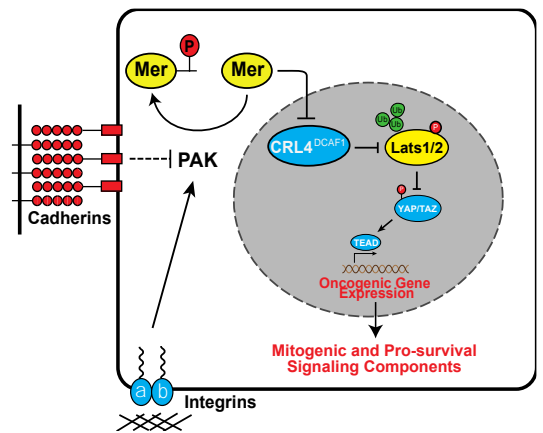 P
Mer
Mer
Ub
Ub
Ub
P
CRL4DCAF1
Lats1/2
PAK
Cadherins
P
YAP/TAZ
TEAD
Oncogenic Gene
Expression
Mitogenic and Pro-survival
Signaling Components
a b
Integrins